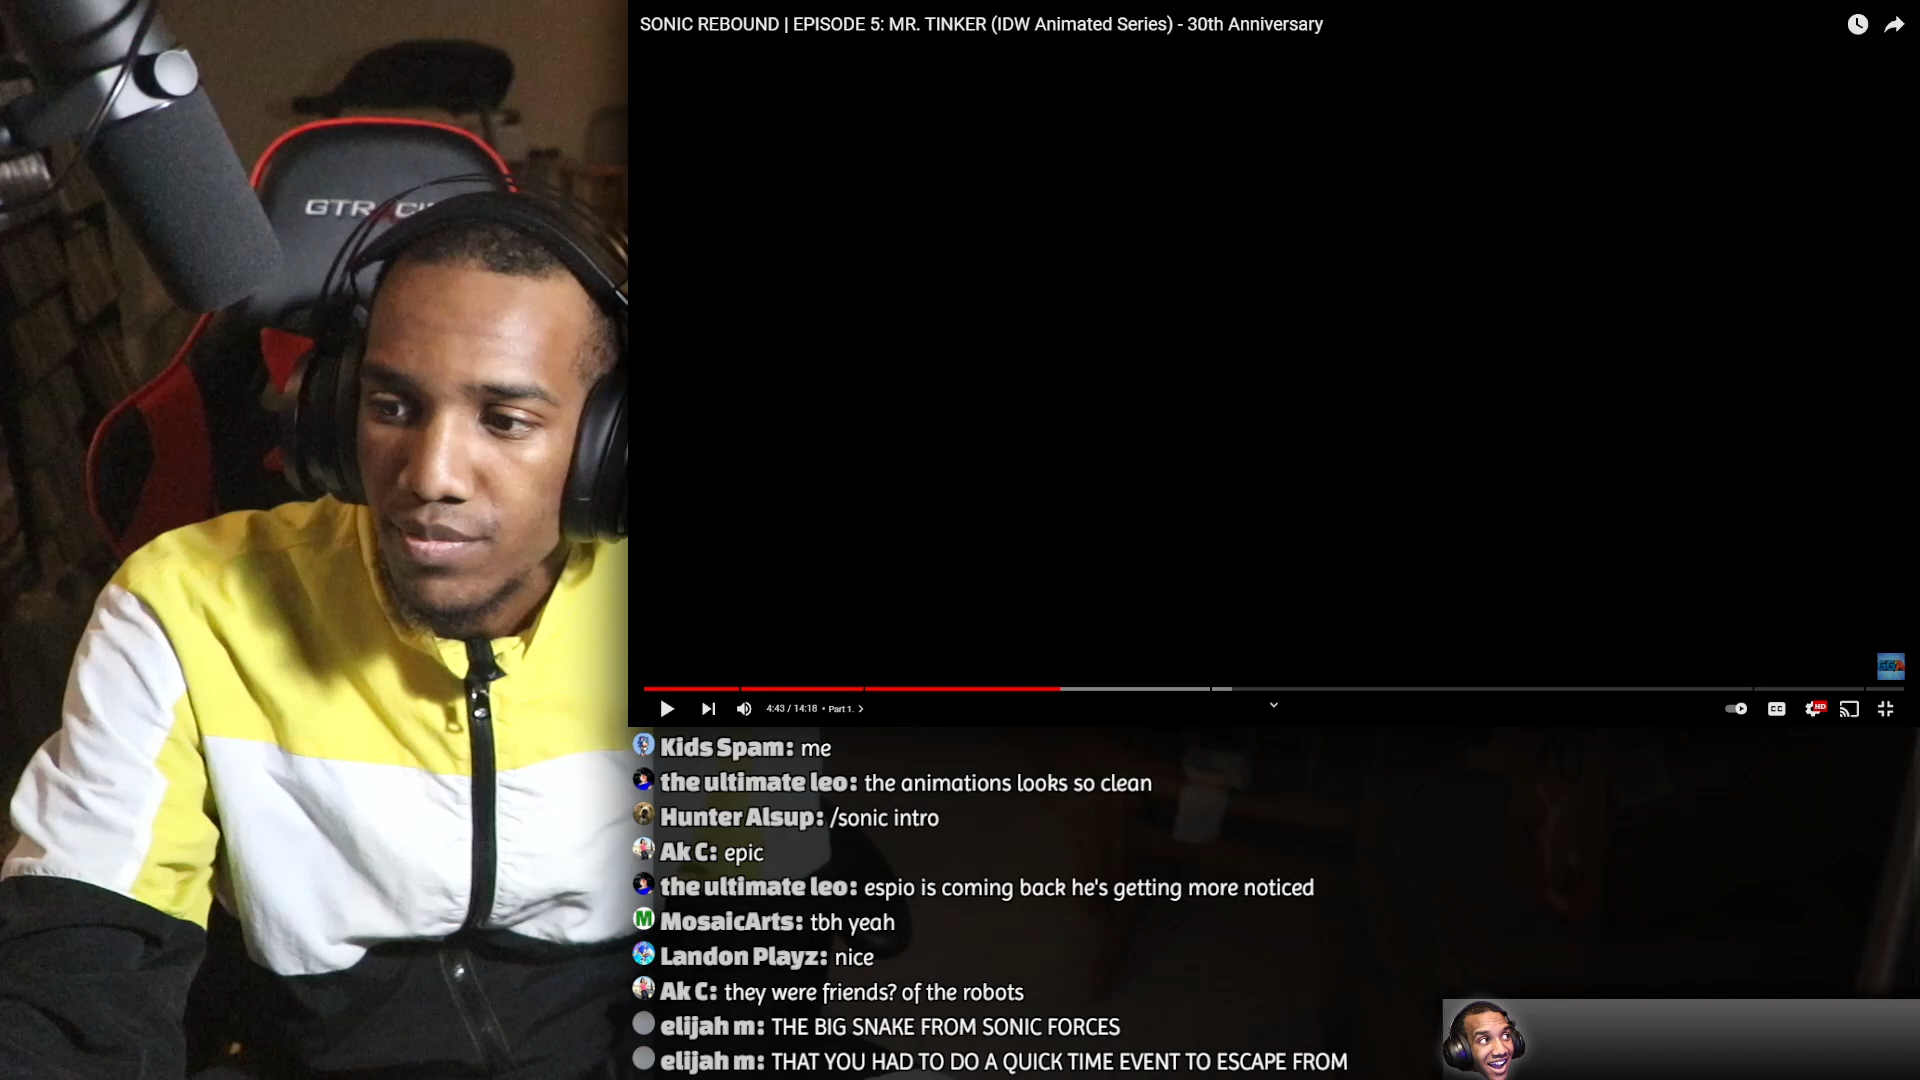 SONIC REBOUND | EPISODE 5: MR. TINKER (IDW Animated Series) - 30th Anniversary
GTR
4:43 / 14:18 • Part 1. >
CC
HD
Kids Spam: me
the ultimate leo: the animations looks so clean
Hunter Alsup: /sonic intro
Ak C: epic
the ultimate leo: espio is coming back he's getting more noticed
M MosaicArts: tbh yeah
Landon Playz: nice
Ak C: they were friends? of the robots
elijah m: THE BIG SNAKE FROM SONIC FORCES
elijah m: THAT YOU HAD TO DO A QUICK TIME EVENT TO ESCAPE FROM